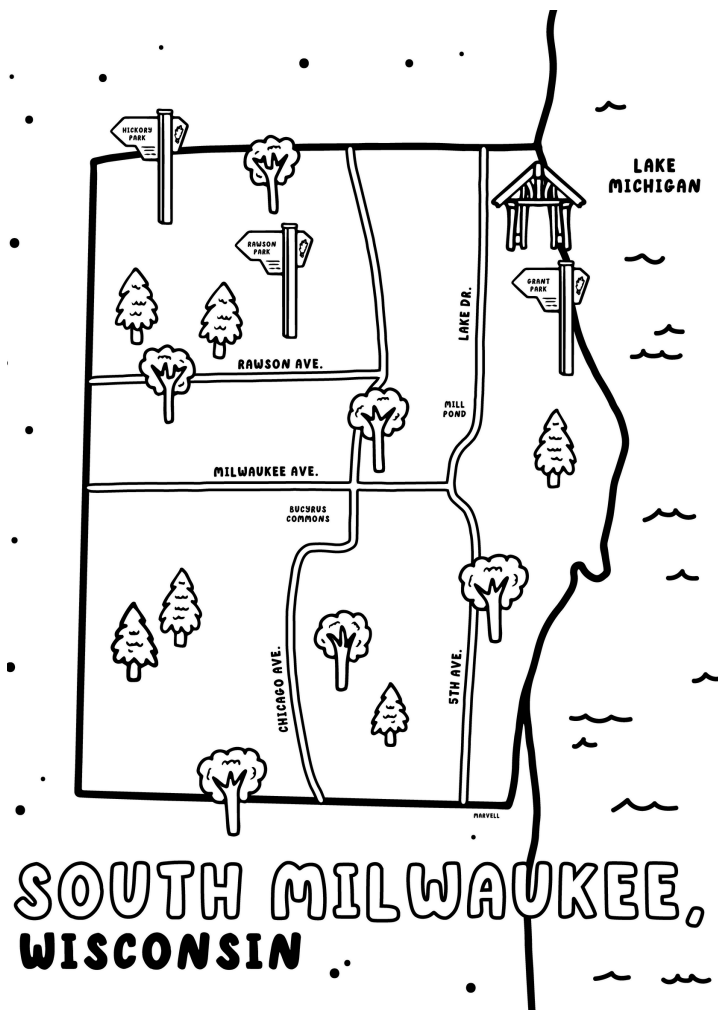 HICKORY
PARK
LAKE
MICHIGAN
RAWSON
PARK
GRANT
PARK
LAKE DR.
RAWSON AVE.
MILL
POND
MILWAUKEE AVE.
BUCYRUS
COMMONS
CHICAGO AVE.
5TH AVE.
MARVELL
SOUTH MILWAUKEE,
WISCONSIN